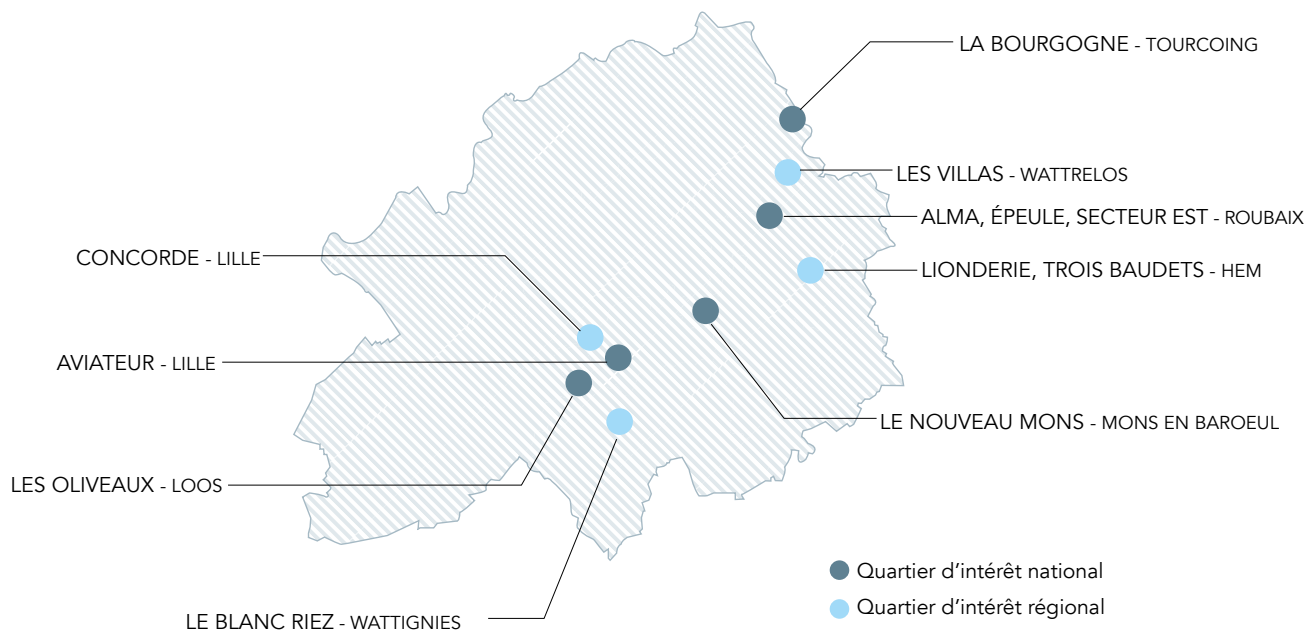 LA BOURGOGNE - TOURCOING
LES VILLAS - WATTRELOS
ALMA, ÉPEULE, SECTEUR EST - ROUBAIX
CONCORDE - LILLE
LIONDERIE, TROIS BAUDETS - HEM
AVIATEUR - LILLE
LE NOUVEAU MONS - MONS EN BAROEUL
LES OLIVEAUX - LOOS
Quartier d'intérêt national
Quartier d'intérêt régional
LE BLANC RIEZ - WATTIGNIES